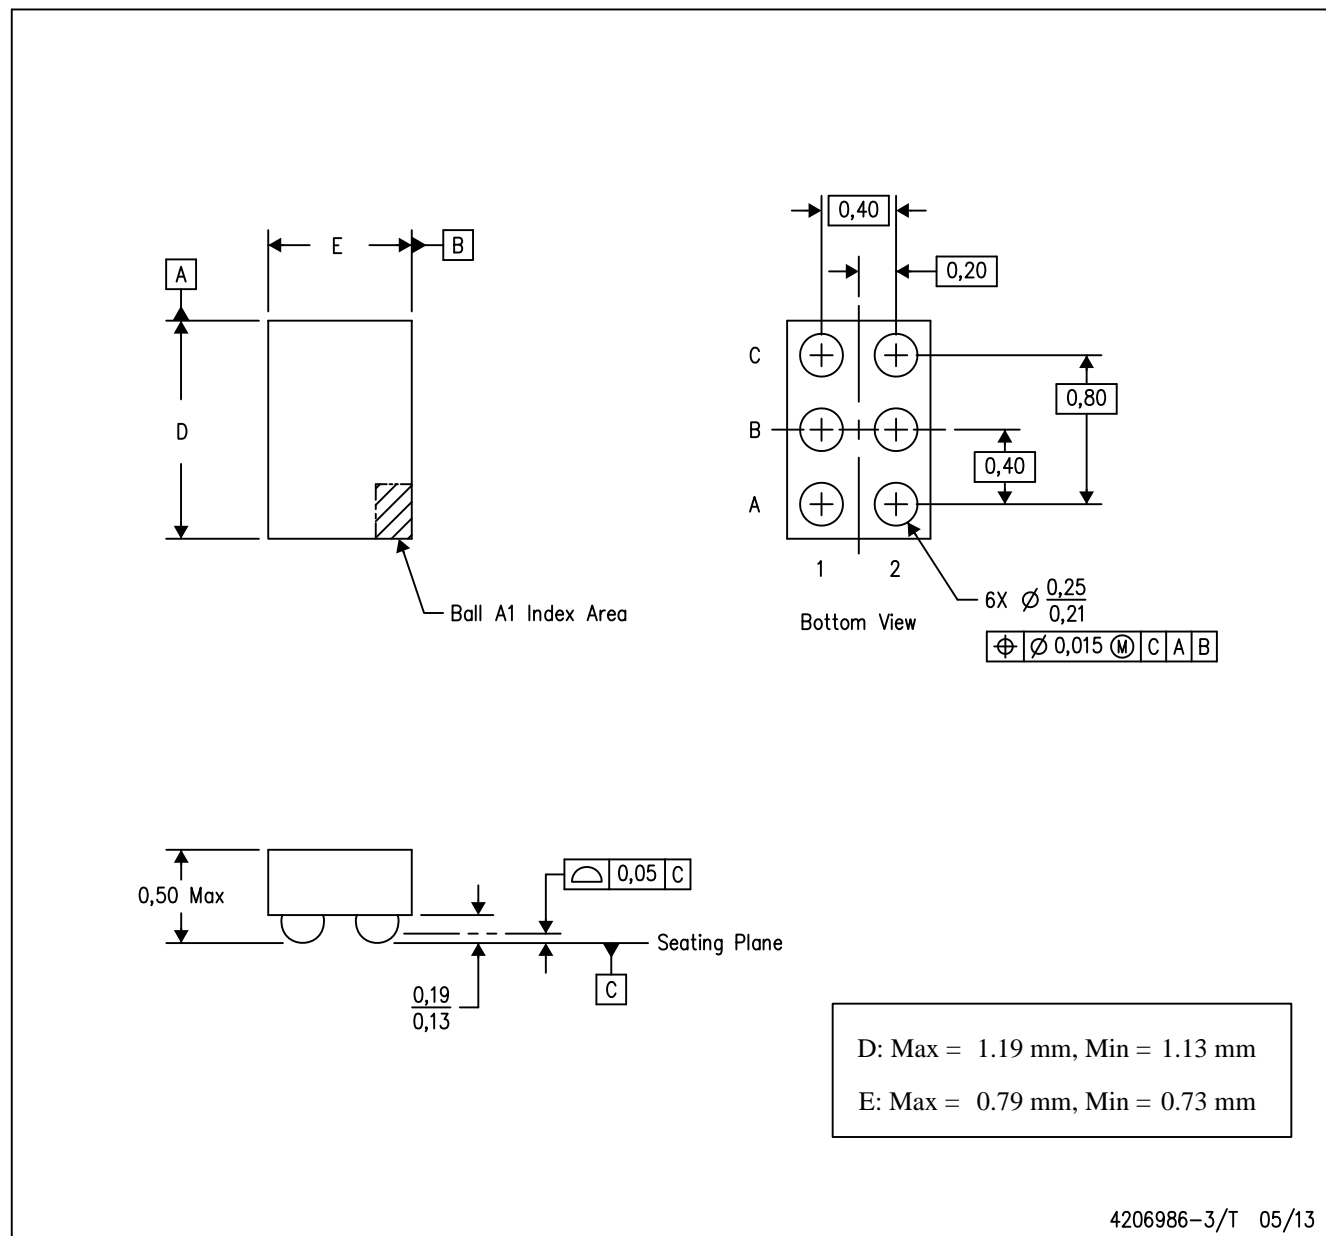 0,40
E
B
A
0,20
C
D
B
0,80
0,40
A
1 2
Ball A1 Index Area
Bottom View
6X Ø 0,25
0,21
⌖ Ø 0,015 Ⓜ C A B
0,50 Max
⌓ 0,05 C
Seating Plane
C
0,19
0,13
D: Max = 1.19 mm, Min = 1.13 mm
E: Max = 0.79 mm, Min = 0.73 mm
4206986-3/T 05/13